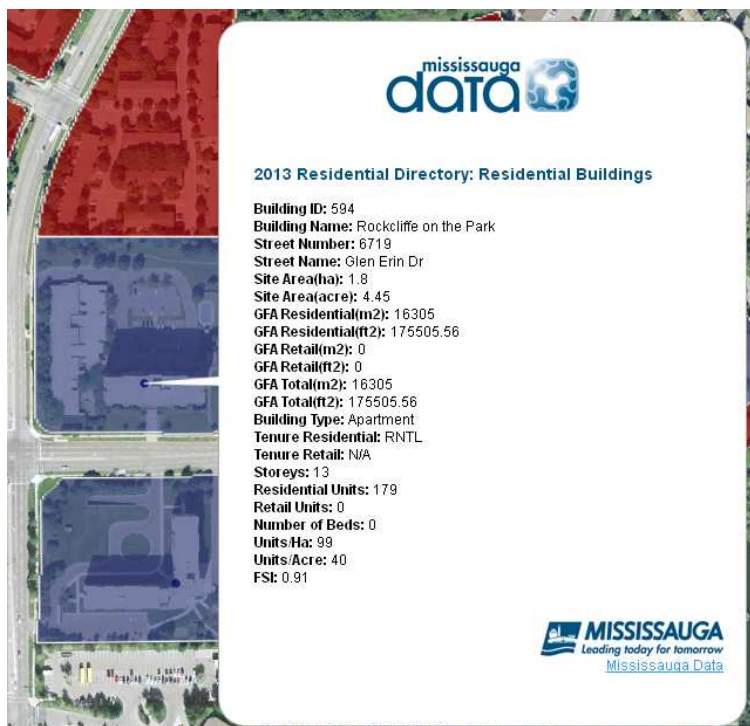 mississauga
data
2013 Residential Directory: Residential Buildings
Building ID: 594
Building Name: Rockcliffe on the Park
Street Number: 6719
Street Name: Glen Erin Dr
Site Area(ha): 1.8
Site Area(acre): 4.45
GFA Residential(m2): 16305
GFA Residential(ft2): 175505.56
GFA Retail(m2): 0
GFA Retail(ft2): 0
GFA Total(m2): 16305
GFA Total(ft2): 175505.56
Building Type: Apartment
Tenure Residential: RNTL
Tenure Retail: N/A
Storeys: 13
Residential Units: 179
Retail Units: 0
Number of Beds: 0
Units/Ha: 99
Units/Acre: 40
FSI: 0.91
MISSISSAUGA
Leading today for tomorrow
Mississauga Data